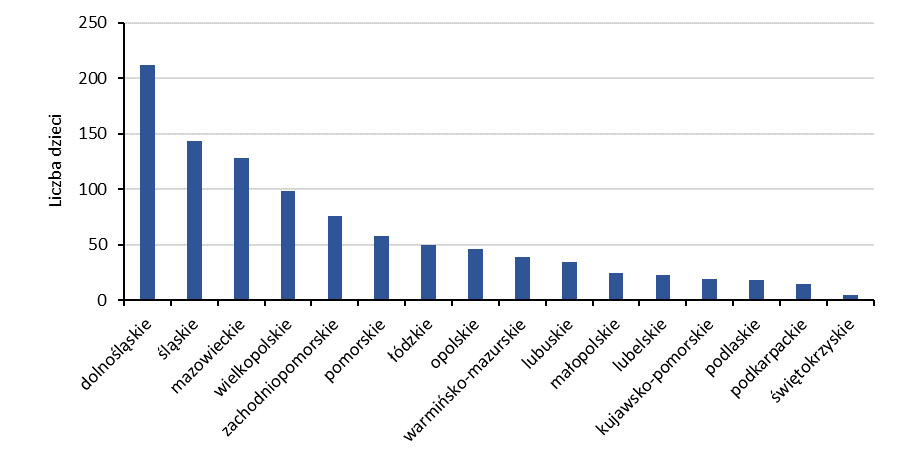 250
200
150
100
50
0
Liczba dzieci
dolnośląskie
śląskie
mazowieckie
wielkopolskie
zachodniopomorskie
pomorskie
łódzkie
opolskie
warmińsko-mazurskie
lubuskie
małopolskie
lubelskie
kujawsko-pomorskie
podlaskie
podkarpackie
świętokrzyskie